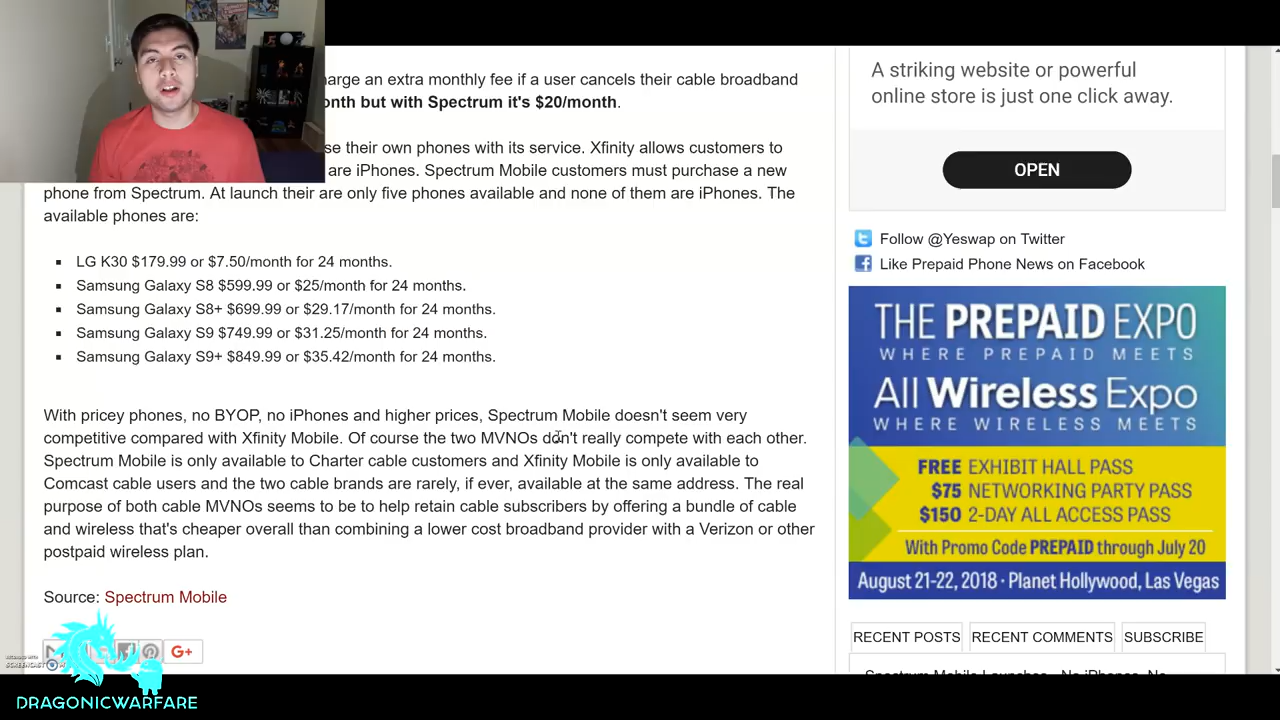 harge an extra monthly fee if a user cancels their cable broadband
onth but with Spectrum it's $20/month.
se their own phones with its service. Xfinity allows customers to
are iPhones. Spectrum Mobile customers must purchase a new
phone from Spectrum. At launch their are only five phones available and none of them are iPhones. The
available phones are:
LG K30 $179.99 or $7.50/month for 24 months.
Samsung Galaxy S8 $599.99 or $25/month for 24 months.
Samsung Galaxy S8+ $699.99 or $29.17/month for 24 months.
Samsung Galaxy S9 $749.99 or $31.25/month for 24 months.
Samsung Galaxy S9+ $849.99 or $35.42/month for 24 months.
With pricey phones, no BYOP, no iPhones and higher prices, Spectrum Mobile doesn't seem very
competitive compared with Xfinity Mobile. Of course the two MVNOs don't really compete with each other.
Spectrum Mobile is only available to Charter cable customers and Xfinity Mobile is only available to
Comcast cable users and the two cable brands are rarely, if ever, available at the same address. The real
purpose of both cable MVNOs seems to be to help retain cable subscribers by offering a bundle of cable
and wireless that's cheaper overall than combining a lower cost broadband provider with a Verizon or other
postpaid wireless plan.
Source: Spectrum Mobile
G+
DRAGONICWARFARE
A striking website or powerful
online store is just one click away.
OPEN
Follow @Yeswap on Twitter
Like Prepaid Phone News on Facebook
THE PREPAID EXPO
WHERE PREPAID MEETS
All Wireless Expo
WHERE WIRELESS MEETS
FREE EXHIBIT HALL PASS
$75 NETWORKING PARTY PASS
$150 2-DAY ALL ACCESS PASS
With Promo Code PREPAID through July 20
August 21-22, 2018 · Planet Hollywood, Las Vegas
RECENT POSTS
RECENT COMMENTS
SUBSCRIBE
Spectrum Mobile Launches - No iPhones, No